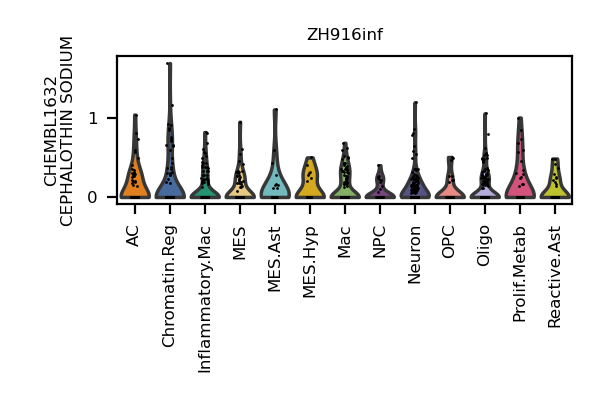 ZH916inf
CHEMBL1632
CEPHALOTHIN SODIUM
1
0
AC
Chromatin.Reg
Inflammatory.Mac
MES
MES.Ast
MES.Hyp
Mac
NPC
Neuron
OPC
Oligo
Prolif.Metab
Reactive.Ast